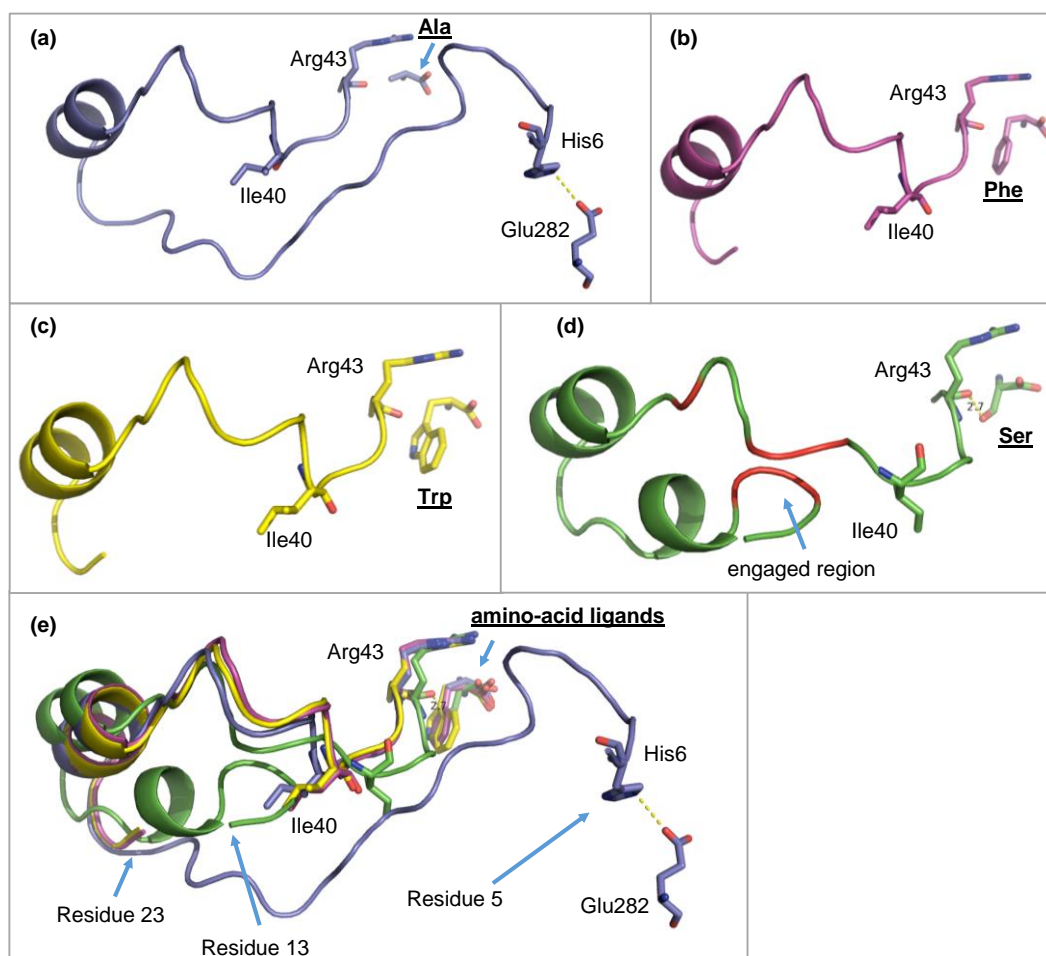 (a)
Ala
Arg43
Ile40
His6
Glu282
(b)
Arg43
Phe
Ile40
(c)
Arg43
Trp
Ile40
(d)
Arg43
2.7
Ser
Ile40
engaged region
(e)
amino-acid ligands
Arg43
2.7
His6
Ile40
Residue 23
Residue 13
Residue 5
Glu282